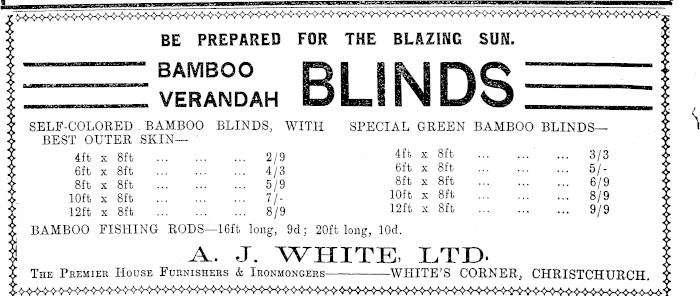 BE PREPARED FOR THE BLAZING SUN.
BAMBOO VERANDAH BLINDS
SELF-COLORED BAMBOO BLINDS, WITH
BEST OUTER SKIN—
4ft x 8ft ... ... ... 2/9
6ft x 8ft ... ... ... 4/3
8ft x 8ft ... ... ... 5/9
10ft x 8ft ... ... ... 7/-
12ft x 8ft ... ... ... 8/9
SPECIAL GREEN BAMBOO BLINDS—
4ft x 8ft ... ... ... 3/3
6ft x 8ft ... ... ... 5/-
8ft x 8ft ... ... ... 6/9
10ft x 8ft ... ... ... 8/9
12ft x 8ft ... ... ... 9/9
BAMBOO FISHING RODS—16ft long, 9d; 20ft long, 10d.
A. J. WHITE, LTD.
THE PREMIER HOUSE FURNISHERS & IRONMONGERS———WHITE'S CORNER, CHRISTCHURCH.